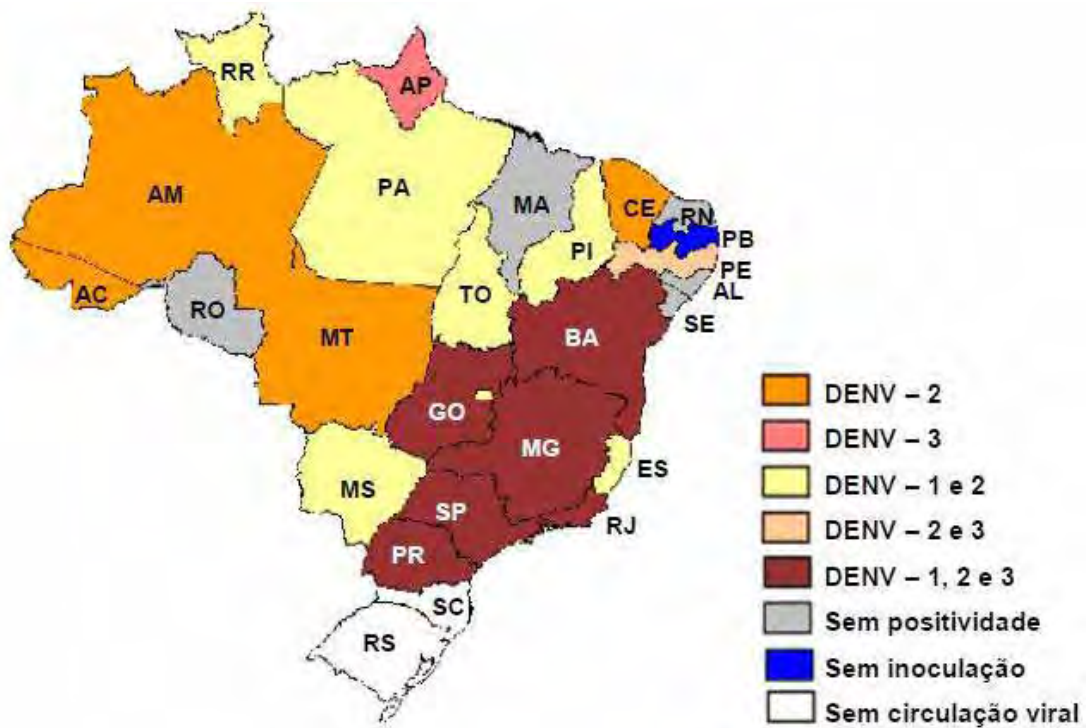 RR
AP
AM
PA
MA
CE
RN
PB
PI
PE
AL
SE
AC
RO
TO
MT
BA
GO
MG
ES
MS
SP
RJ
PR
SC
RS
DENV – 2
DENV – 3
DENV – 1 e 2
DENV – 2 e 3
DENV – 1, 2 e 3
Sem positividade
Sem inoculação
Sem circulação viral